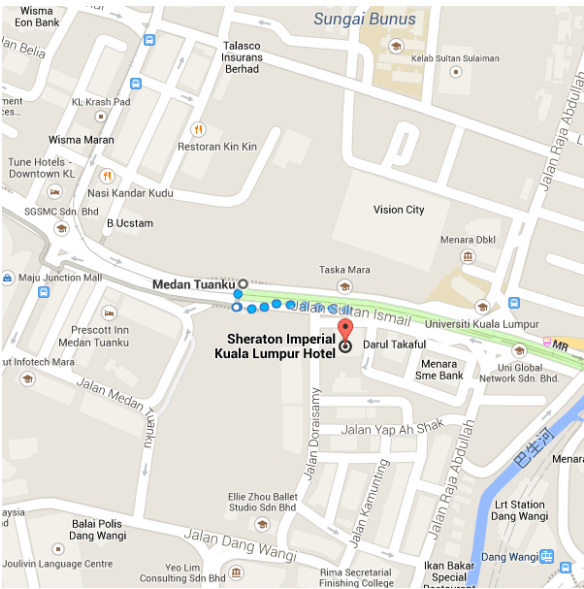 Wisma
Eon Bank
Sungai Bunus
Talasco
Insurans
Berhad
Kelab Sultan Sulaiman
Jalan Raja Abdullah
KL Krash Pad
Wisma Maran
Restoran Kin Kin
Tune Hotels -
Downtown KL
Nasi Kandar Kudu
SGSMC Sdn. Bhd
B Ucstam
Vision City
Menara Dbkl
Taska Mara
Maju Junction Mall
Medan Tuanku
Jalan Sultan Ismail
Universiti Kuala Lumpur
Prescott Inn
Medan Tuanku
Sheraton Imperial
Kuala Lumpur Hotel
Darul Takaful
MR
Menara
Sme Bank
Uni Global
Network Sdn. Bhd.
ut Infotech Mara
Jalan Medan Tuanku
Jalan Doraisamy
Jalan Yap Ah Shak
Jalan Raja Abdullah
巴生河
Menara
Jalan Kamunting
Ellie Zhou Ballet
Studio Sdn Bhd
Lrt Station
Dang Wangi
Balai Polis
Dang Wangi
Jalan Dang Wangi
Dang Wangi
Joulivin Language Centre
Yeo Lim
Consulting Sdn Bhd
Rima Secretarial
Finishing College
Ikan Bakar
Special